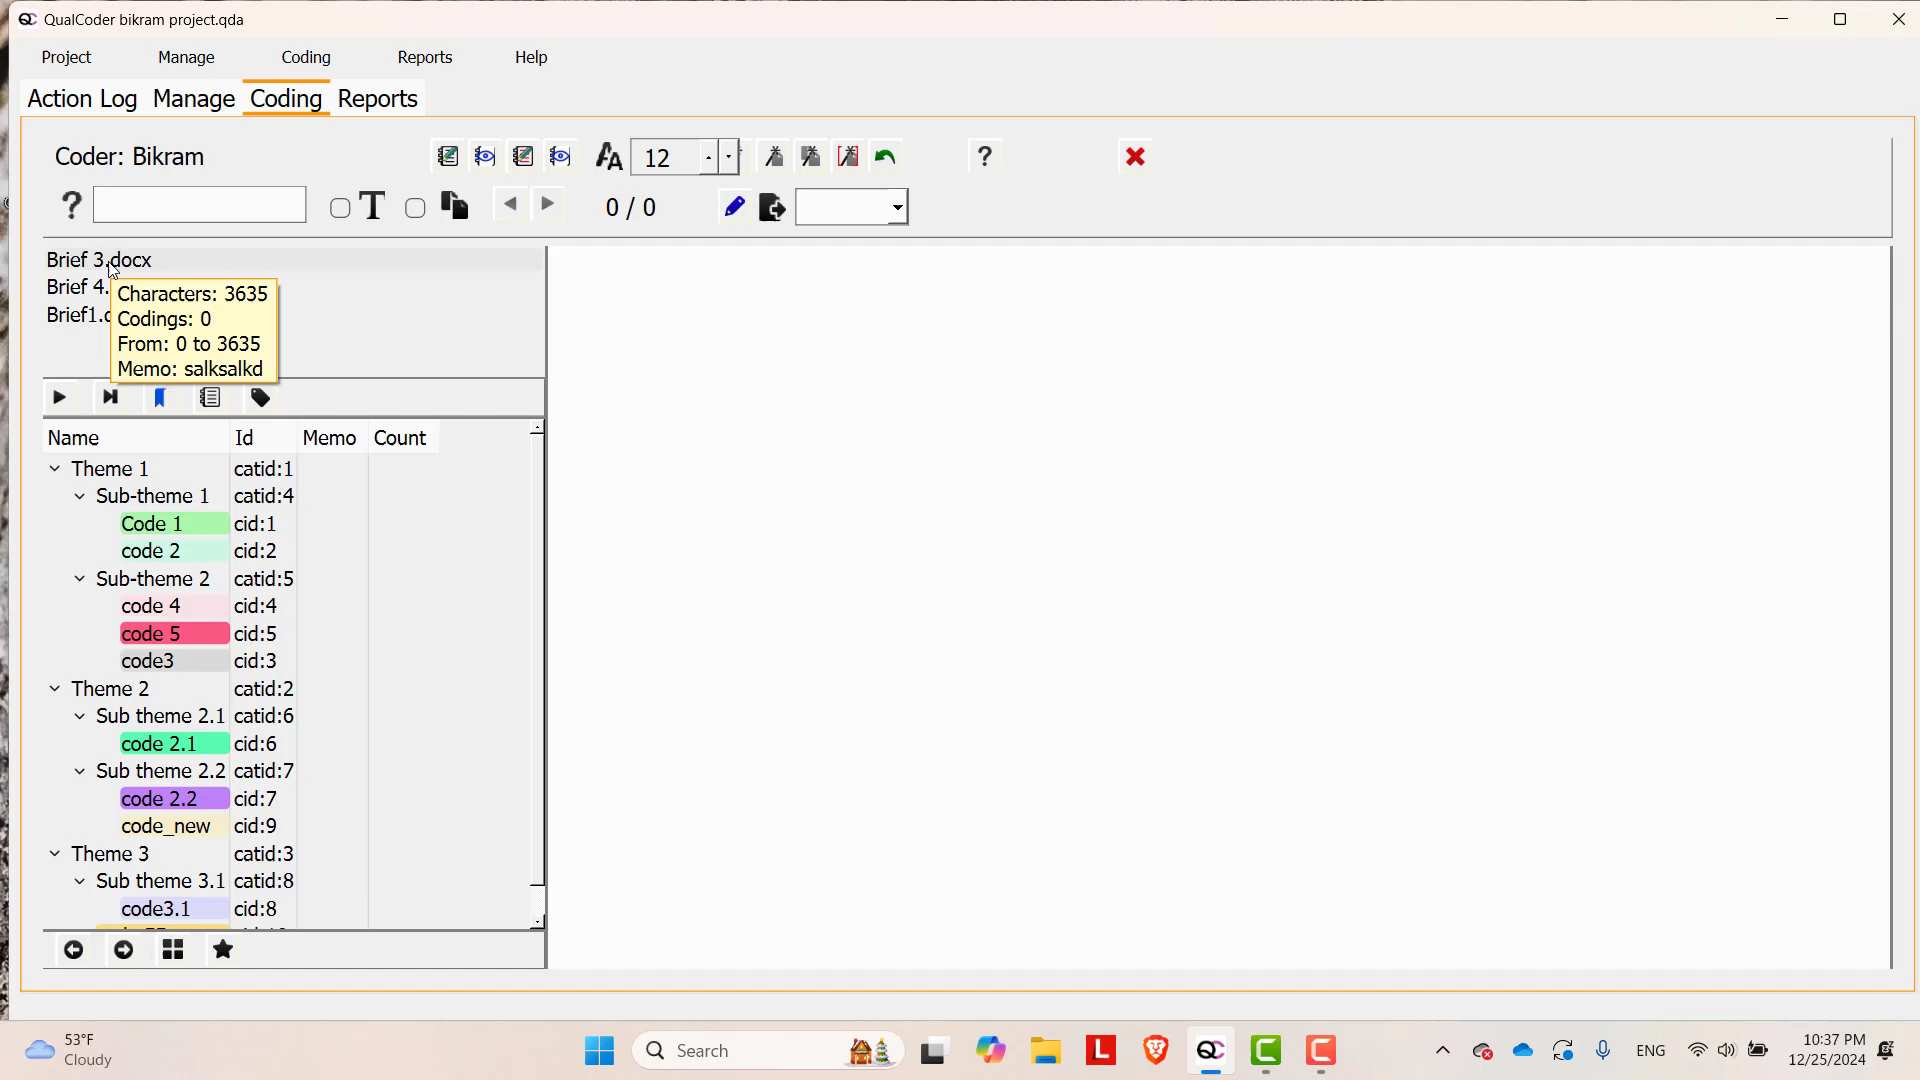 QualCoder bikram project.qda
Project Manage Coding Reports Help
Action Log Manage Coding Reports
Coder: Bikram
12
?
?
T
0 / 0
Brief 3.docx
Brief 4.
Brief1.
Characters: 3635
Codings: 0
From: 0 to 3635
Memo: salksalkd
Name Id Memo Count
Theme 1 catid:1
Sub-theme 1 catid:4
Code 1 cid:1
code 2 cid:2
Sub-theme 2 catid:5
code 4 cid:4
code 5 cid:5
code3 cid:3
Theme 2 catid:2
Sub theme 2.1 catid:6
code 2.1 cid:6
Sub theme 2.2 catid:7
code 2.2 cid:7
code_new cid:9
Theme 3 catid:3
Sub theme 3.1 catid:8
code3.1 cid:8
53°F
Cloudy
Search
ENG
10:37 PM
12/25/2024